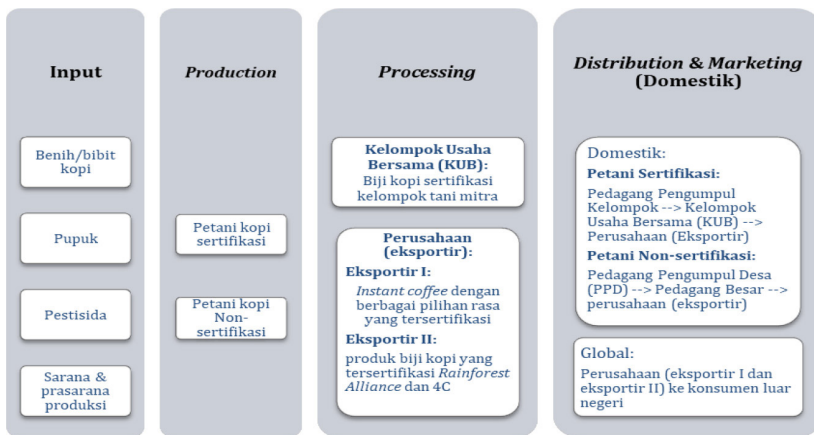 Input
Benih/bibit
kopi
Pupuk
Pestisida
Sarana &
prasarana
produksi
Production
Petani kopi
sertifikasi
Petani kopi
Non-
sertifikasi
Processing
Kelompok Usaha
Bersama (KUB):
Biji kopi sertifikasi
kelompok tani mitra
Perusahaan
(eksportir):
Eksportir I:
Instant coffee dengan
berbagai pilihan rasa
yang tersertifikasi
Eksportir II:
produk biji kopi yang
tersertifikasi Rainforest
Alliance dan 4C
Distribution & Marketing
(Domestik)
Domestik:
Petani Sertifikasi:
Pedagang Pengumpul
Kelompok --> Kelompok
Usaha Bersama (KUB) -->
Perusahaan (Eksportir)
Petani Non-sertifikasi:
Pedagang Pengumpul Desa
(PPD) --> Pedagang Besar -->
perusahaan (eksportir)
Global:
Perusahaan (eksportir I dan
eksportir II) ke konsumen luar
negeri